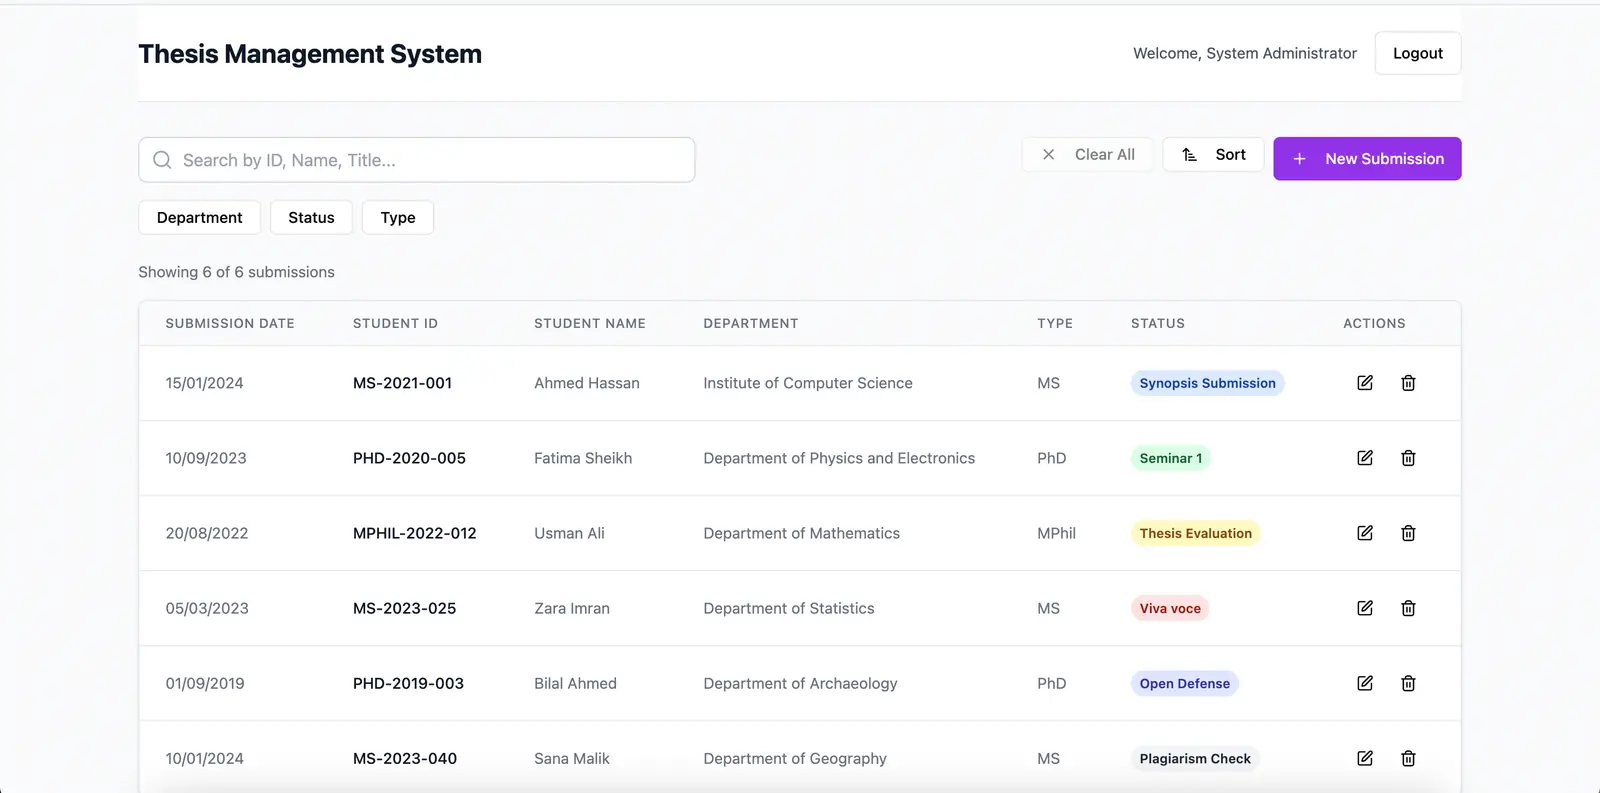 Thesis Management System
Welcome, System Administrator
Logout
Search by ID, Name, Title...
Clear All
Sort
New Submission
Department
Status
Type
Showing 6 of 6 submissions
SUBMISSION DATE STUDENT ID STUDENT NAME DEPARTMENT TYPE STATUS ACTIONS
15/01/2024 MS-2021-001 Ahmed Hassan Institute of Computer Science MS Synopsis Submission
10/09/2023 PHD-2020-005 Fatima Sheikh Department of Physics and Electronics PhD Seminar 1
20/08/2022 MPHIL-2022-012 Usman Ali Department of Mathematics MPhil Thesis Evaluation
05/03/2023 MS-2023-025 Zara Imran Department of Statistics MS Viva voce
01/09/2019 PHD-2019-003 Bilal Ahmed Department of Archaeology PhD Open Defense
10/01/2024 MS-2023-040 Sana Malik Department of Geography MS Plagiarism Check